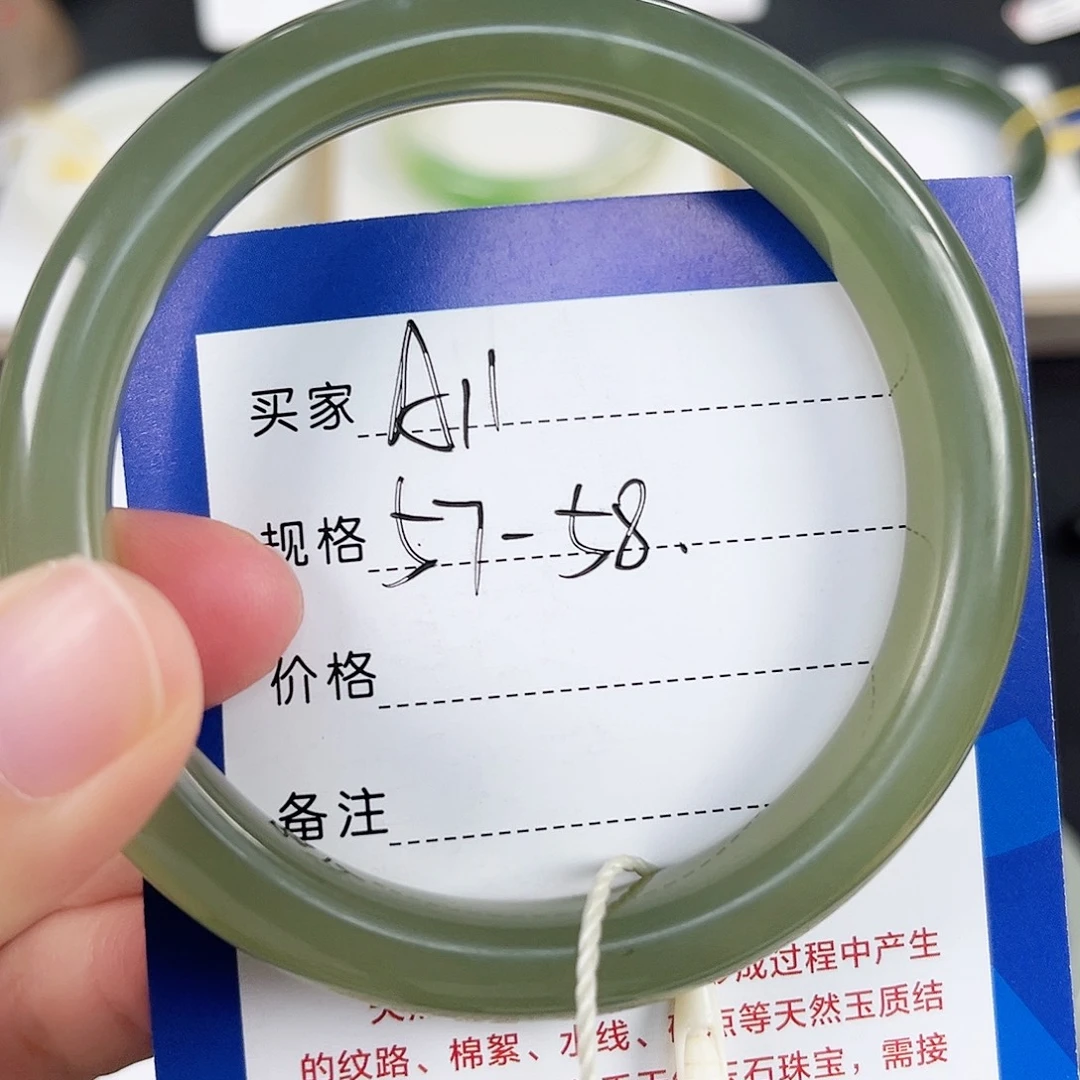 买家 A11
规格 57-58.
价格
备注
成过程中产生
的纹路、棉絮、水线、 点等天然玉质结
石珠宝，需接